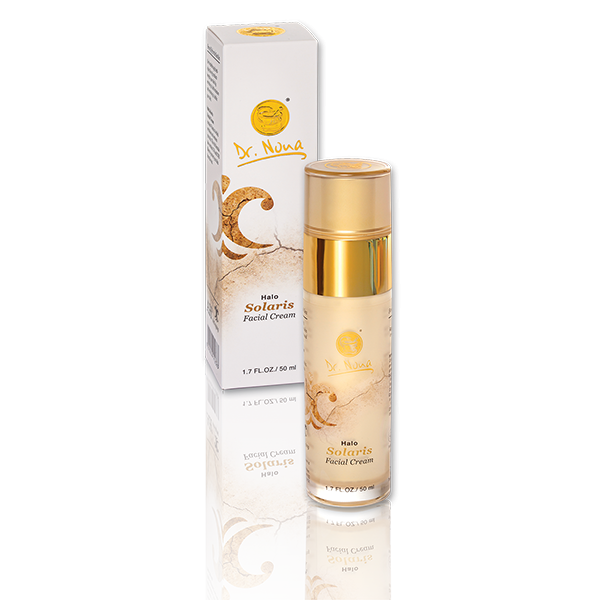 Dr. Nona
Halo
Solaris
Facial Cream
1.7 FL.OZ./ 50 ml
Dr. Nona
Halo
Solaris
Facial Cream
1.7 FL.OZ / 50 ml